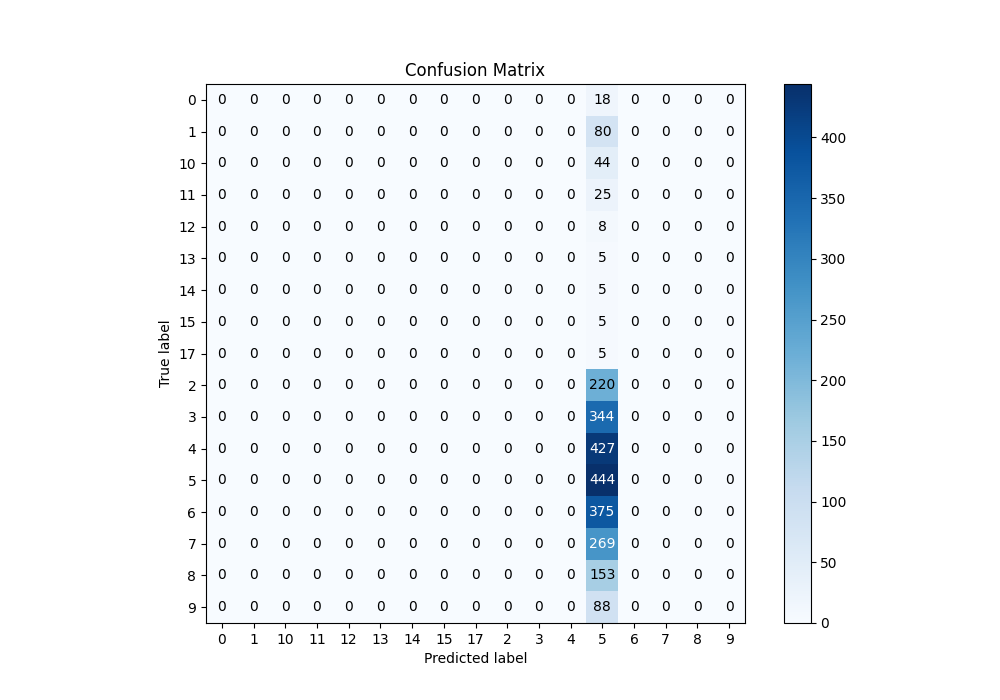 Confusion Matrix
0 0 0 0 0 0 0 0 0 0 0 0 0 18 0 0 0 0
1 0 0 0 0 0 0 0 0 0 0 0 0 80 0 0 0 0
10 0 0 0 0 0 0 0 0 0 0 0 0 44 0 0 0 0
11 0 0 0 0 0 0 0 0 0 0 0 0 25 0 0 0 0
12 0 0 0 0 0 0 0 0 0 0 0 0 8 0 0 0 0
13 0 0 0 0 0 0 0 0 0 0 0 0 5 0 0 0 0
14 0 0 0 0 0 0 0 0 0 0 0 0 5 0 0 0 0
15 0 0 0 0 0 0 0 0 0 0 0 0 5 0 0 0 0
17 0 0 0 0 0 0 0 0 0 0 0 0 5 0 0 0 0
2 0 0 0 0 0 0 0 0 0 0 0 0 220 0 0 0 0
3 0 0 0 0 0 0 0 0 0 0 0 0 344 0 0 0 0
4 0 0 0 0 0 0 0 0 0 0 0 0 427 0 0 0 0
5 0 0 0 0 0 0 0 0 0 0 0 0 444 0 0 0 0
6 0 0 0 0 0 0 0 0 0 0 0 0 375 0 0 0 0
7 0 0 0 0 0 0 0 0 0 0 0 0 269 0 0 0 0
8 0 0 0 0 0 0 0 0 0 0 0 0 153 0 0 0 0
9 0 0 0 0 0 0 0 0 0 0 0 0 88 0 0 0 0
0 1 10 11 12 13 14 15 17 2 3 4 5 6 7 8 9
True label
Predicted label
400
350
300
250
200
150
100
50
0